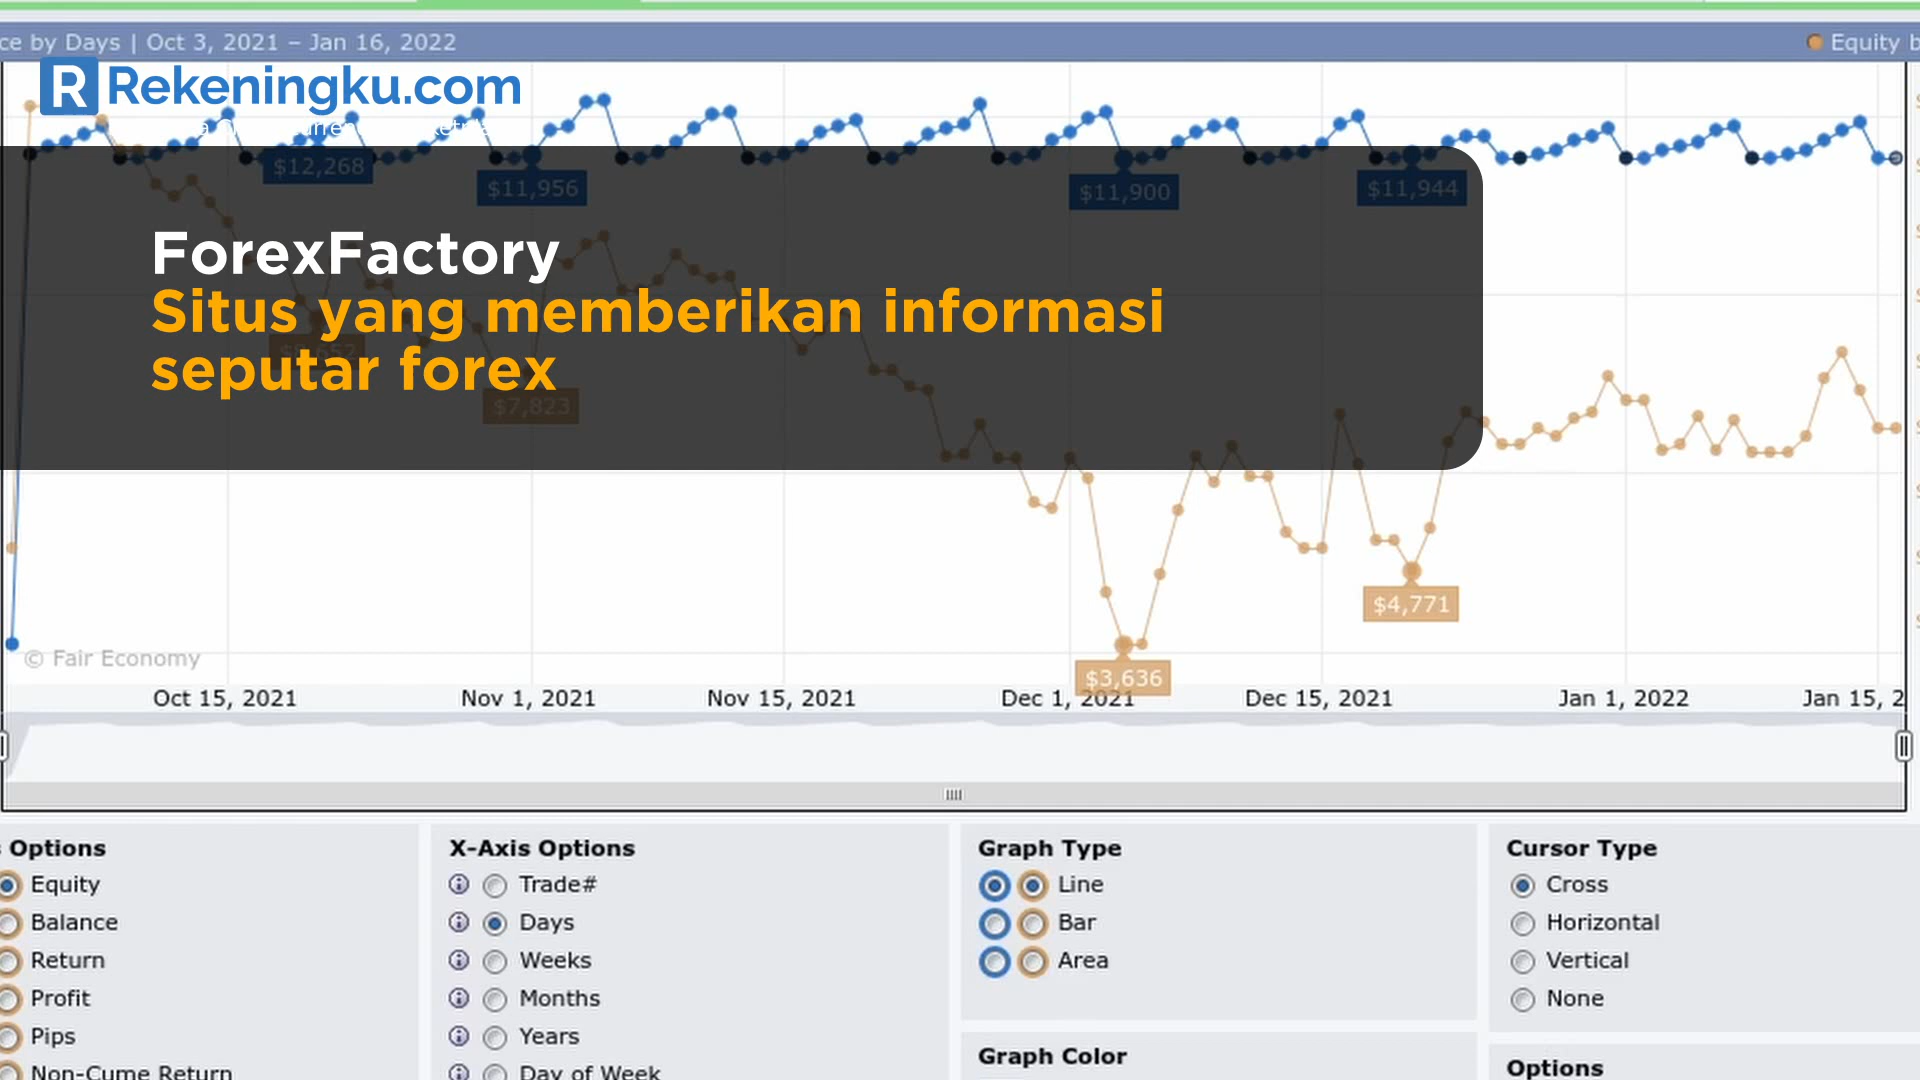 ce by Days | Oct 3, 2021 – Jan 16, 2022
Equity b
R Rekeningku.com
$12,268
$11,956
$11,900
$11,944
ForexFactory
Situs yang memberikan informasi
seputar forex
$7,823
$4,771
$3,636
© Fair Economy
Oct 15, 2021 Nov 1, 2021 Nov 15, 2021 Dec 1, 2021 Dec 15, 2021 Jan 1, 2022 Jan 15, 2
Options
Equity
Balance
Return
Profit
Pips
Non-Cume Return
X-Axis Options
Trade#
Days
Weeks
Months
Years
Day of Week
Graph Type
Line
Bar
Area
Graph Color
Cursor Type
Cross
Horizontal
Vertical
None
Options